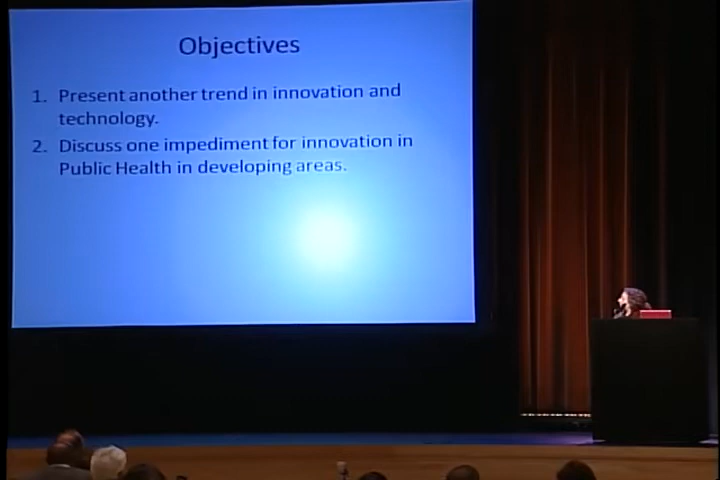 Objectives
1. Present another trend in innovation and
technology.
2. Discuss one impediment for innovation in
Public Health in developing areas.